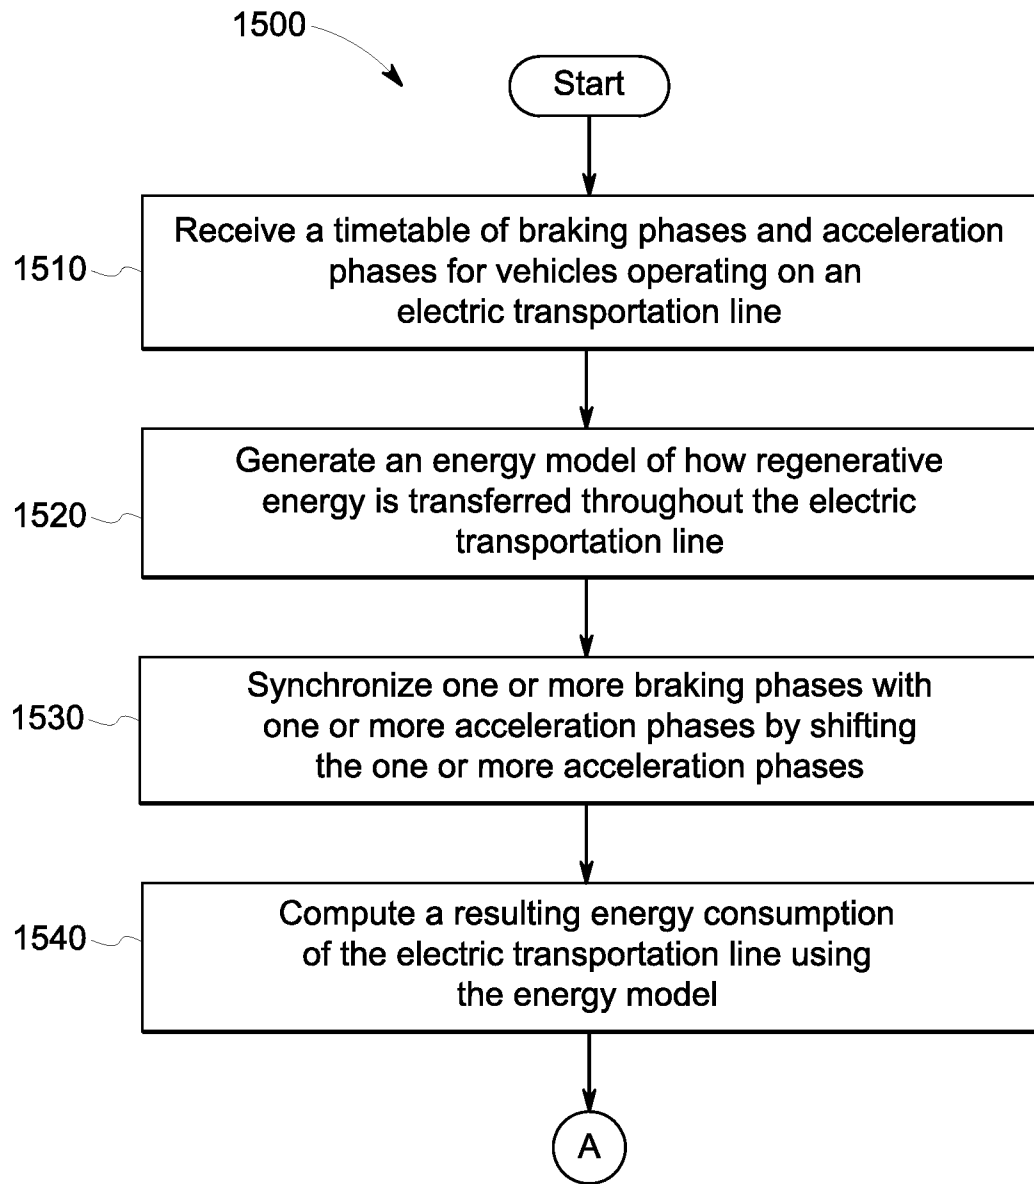 1500
Start
1510
Receive a timetable of braking phases and acceleration
phases for vehicles operating on an
electric transportation line
1520
Generate an energy model of how regenerative
energy is transferred throughout the electric
transportation line
1530
Synchronize one or more braking phases with
one or more acceleration phases by shifting
the one or more acceleration phases
1540
Compute a resulting energy consumption
of the electric transportation line using
the energy model
A